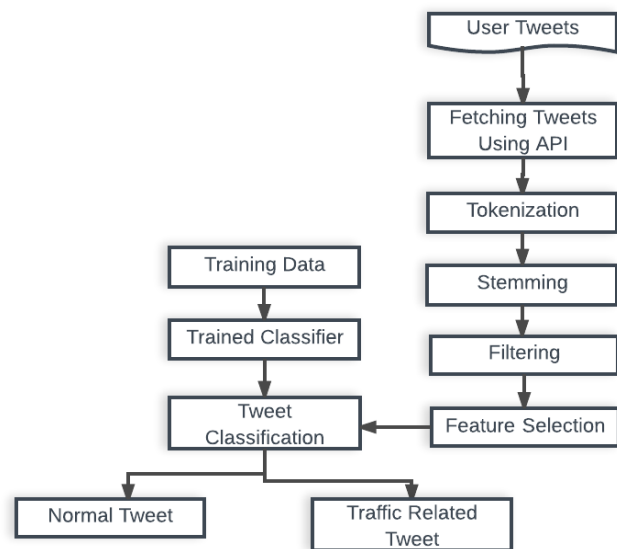 User Tweets
Fetching Tweets
Using API
Tokenization
Stemming
Filtering
Feature Selection
Training Data
Trained Classifier
Tweet
Classification
Normal Tweet
Traffic Related
Tweet